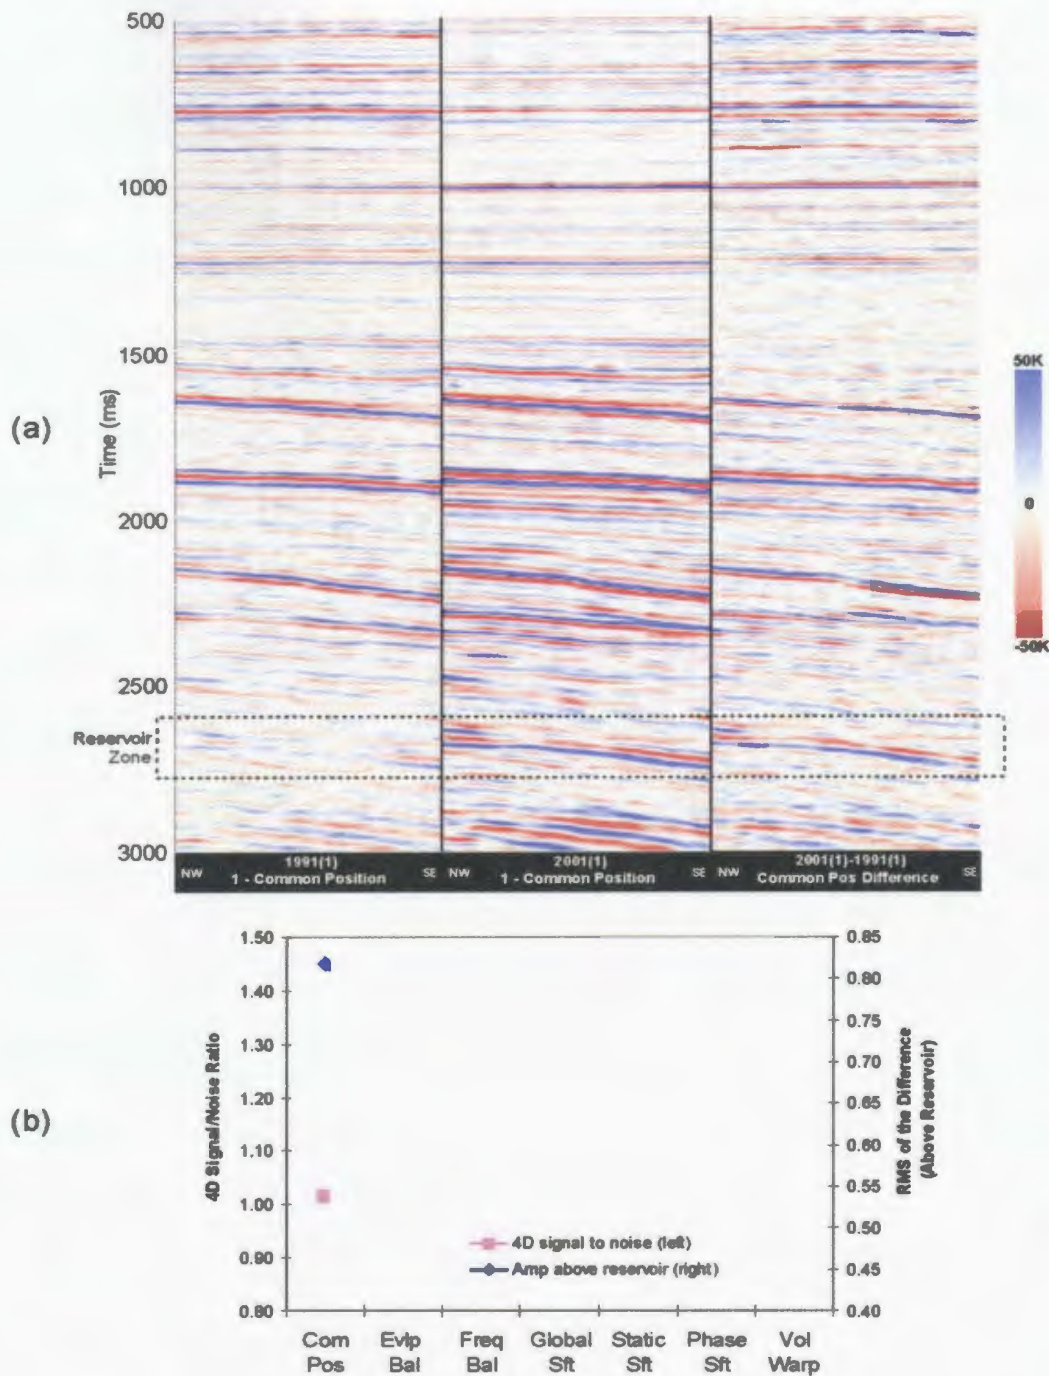 500
1000
1500
2000
2500
3000
Time (ms)
(a)
Reservoir
Zone
50K
0
-50K
1991(1)
NW 1 - Common Position SE
2001(1)
NW 1 - Common Position SE
2001(1)-1991(1)
NW Common Pos Difference SE
(b)
1.50
1.40
1.30
1.20
1.10
1.00
0.90
0.80
4D Signal/Noise Ratio
0.85
0.80
0.75
0.70
0.65
0.60
0.55
0.50
0.45
0.40
RMS of the Difference
(Above Reservoir)
4D signal to noise (left)
Amp above reservoir (right)
Com Evlp Freq Global Static Phase Vol
Pos Bal Bal Sft Sft Sft Warp